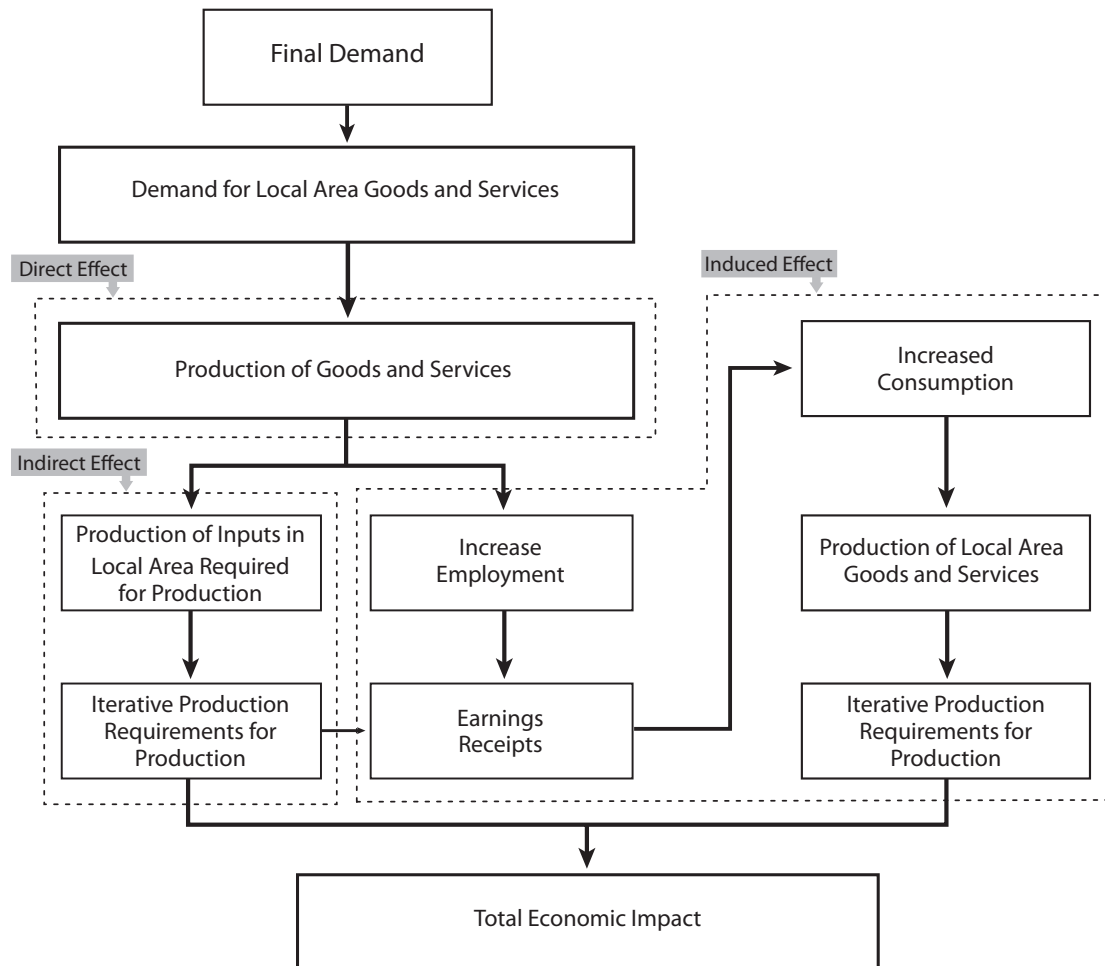 Final Demand
Demand for Local Area Goods and Services
Direct Effect
Induced Effect
Production of Goods and Services
Increased
Consumption
Indirect Effect
Production of Inputs in
Local Area Required
for Production
Increase
Employment
Production of Local Area
Goods and Services
Iterative Production
Requirements for
Production
Earnings
Receipts
Iterative Production
Requirements for
Production
Total Economic Impact